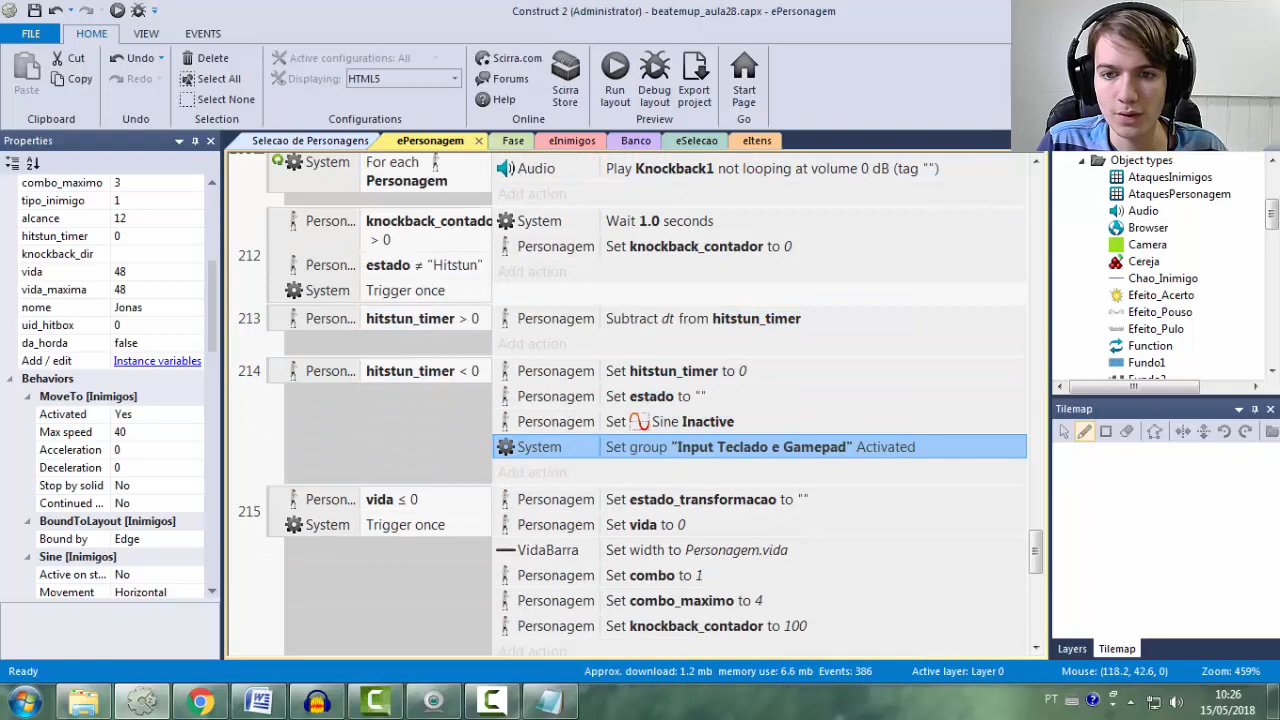 Construct 2 (Administrator) - beatemup_aula28.capx - ePersonagem
FILE HOME VIEW EVENTS
Paste Cut Copy
Undo Redo
Delete Select All Select None
Active configurations: All
Displaying: HTML5
Scirra.com Forums Help
Scirra Store
Run layout Debug layout Export project
Start Page
Clipboard Undo Selection Configurations Online Preview Go
Properties
Selecao de Personagens ePersonagem Fase eInimigos Banco eSelecao eItens
combo_maximo 3
tipo_inimigo 1
alcance 12
hitstun_timer 0
knockback_dir
vida 48
vida_maxima 48
nome Jonas
uid_hitbox 0
da_horda false
Add / edit Instance variables
Behaviors
MoveTo [Inimigos]
Activated Yes
Max speed 40
Acceleration 0
Deceleration 0
Stop by solid No
Continued ... No
BoundToLayout [Inimigos]
Bound by Edge
Sine [Inimigos]
Active on st... No
Movement Horizontal
System For each Personagem
Audio Play Knockback1 not looping at volume 0 dB (tag "")
Add action
212
Person... knockback_contado
> 0
Person... estado ≠ "Hitstun"
System Trigger once
System Wait 1.0 seconds
Personagem Set knockback_contador to 0
Add action
213 Person... hitstun_timer > 0
Personagem Subtract dt from hitstun_timer
Add action
214 Person... hitstun_timer < 0
Personagem Set hitstun_timer to 0
Personagem Set estado to ""
Personagem Set Sine Inactive
System Set group "Input Teclado e Gamepad" Activated
Add action
215
Person... vida ≤ 0
System Trigger once
Personagem Set estado_transformacao to ""
Personagem Set vida to 0
VidaBarra Set width to Personagem.vida
Personagem Set combo to 1
Personagem Set combo_maximo to 4
Personagem Set knockback_contador to 100
Add action
Object types
AtaquesInimigos
AtaquesPersonagem
Audio
Browser
Camera
Cereja
Chao_Inimigo
Efeito_Acerto
Efeito_Pouso
Efeito_Pulo
Function
Fundo1
Tilemap
Layers Tilemap
Ready Approx. download: 1.2 mb memory use: 6.6 mb Events: 386 Active layer: Layer 0 Mouse: (118.2, 42.6, 0) Zoom: 459%
PT
10:26
15/05/2018